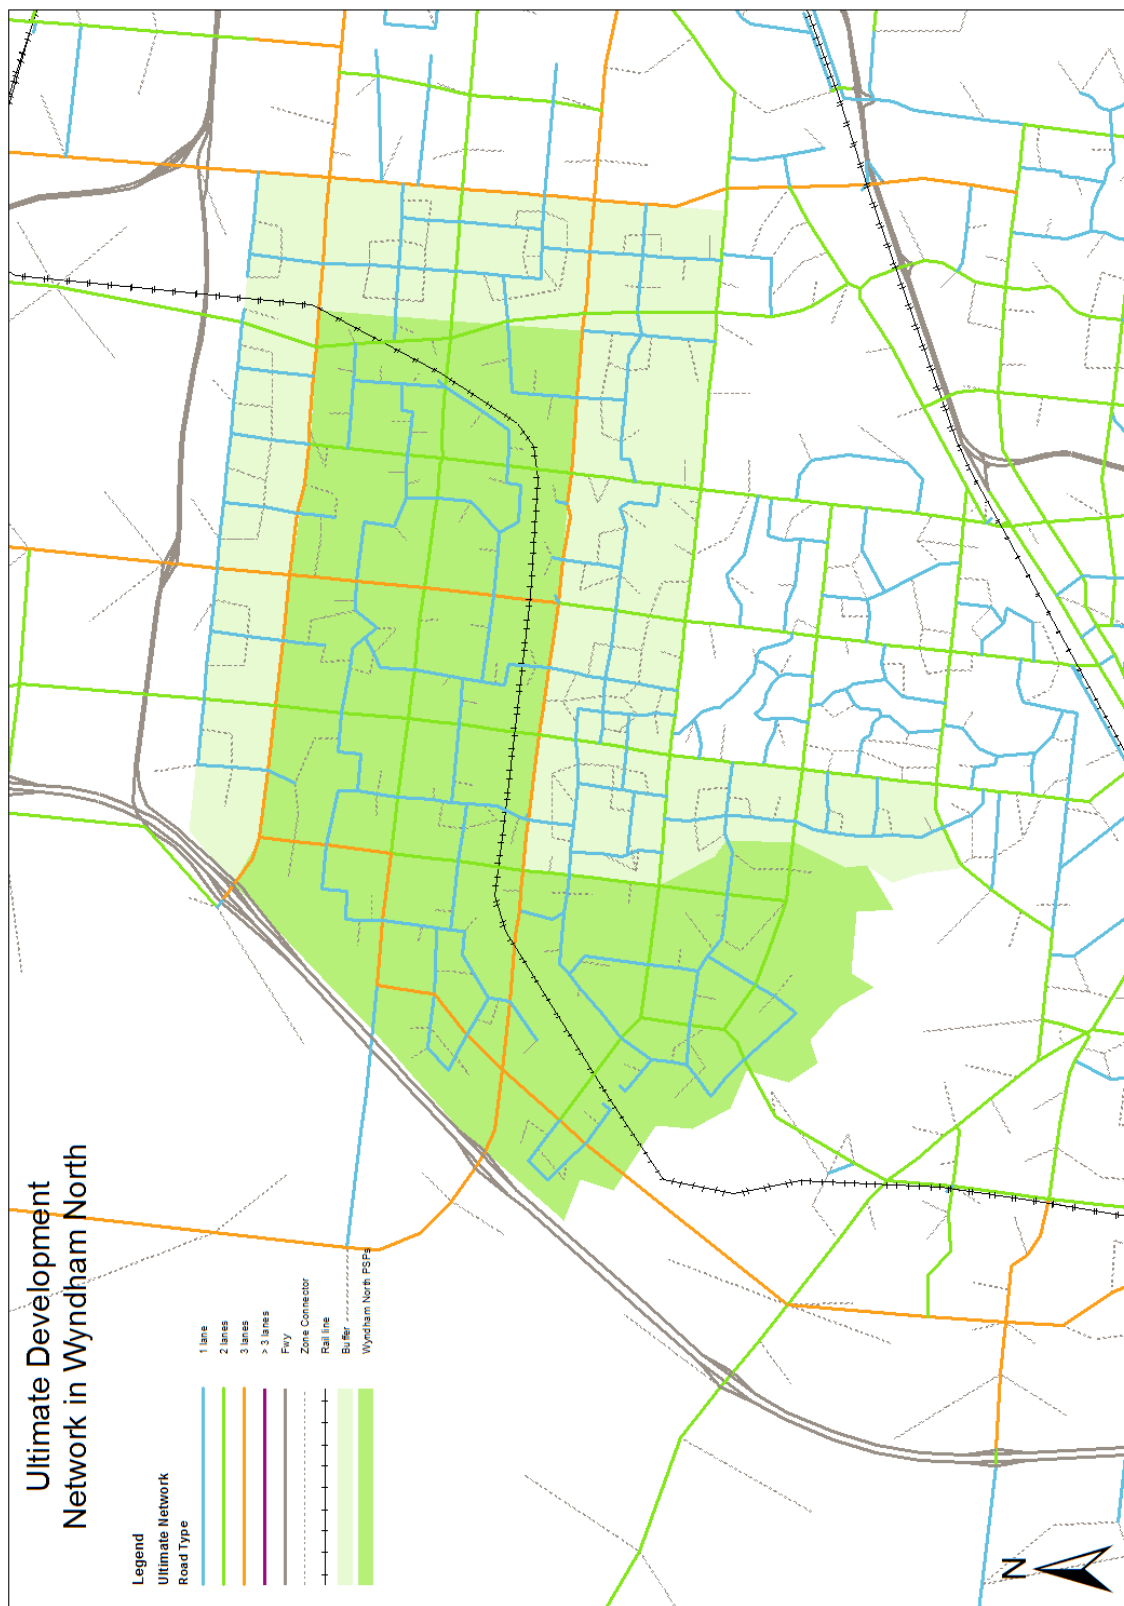 Ultimate Development
Network in Wyndham North
Legend
Ultimate Network
Road Type
1 lane
2 lanes
3 lanes
> 3 lanes
Fwy
Zone Connector
Rail line
Buffer
Wyndham North PSPs
N